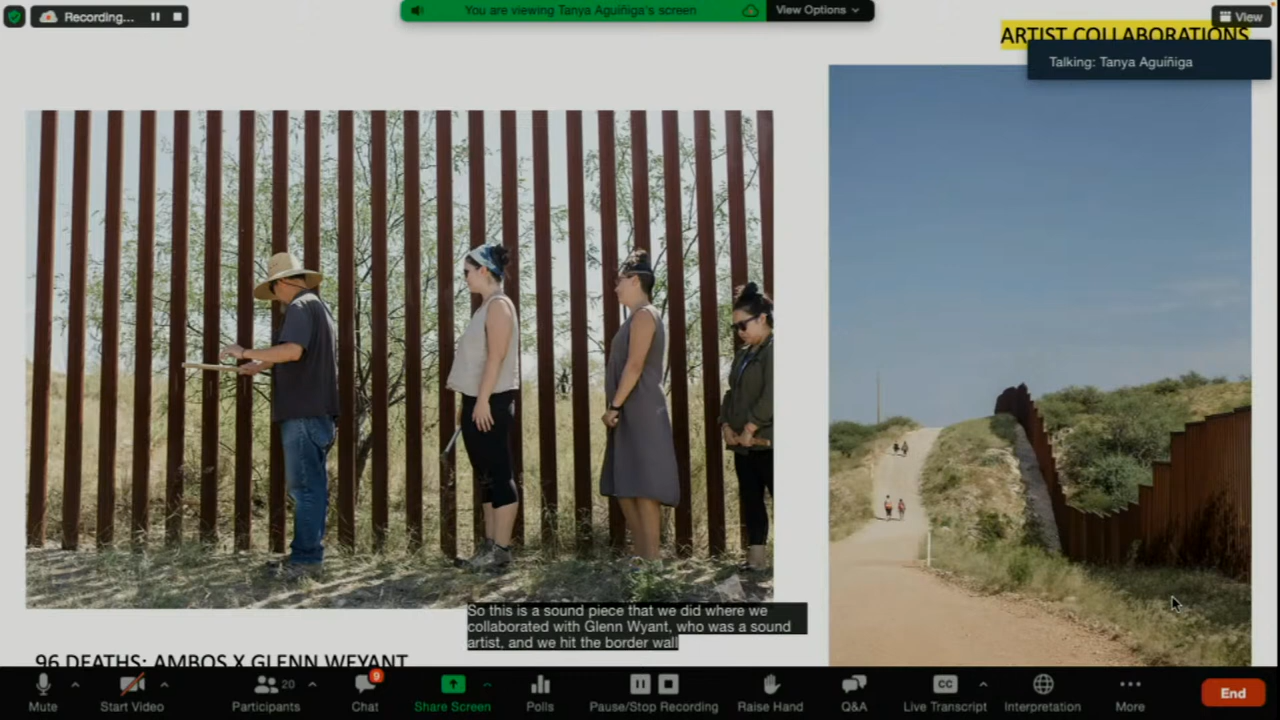 Recording...
You are viewing Tanya Aguiñiga's screen
View Options
View
ARTIST COLLABORATIONS
Talking: Tanya Aguiñiga
So this is a sound piece that we did where we
collaborated with Glenn Wyant, who was a sound
artist, and we hit the border wall
96 DEATHS: AMBOS X GLENN WEYANT
Mute
Start Video
Participants
20
Chat
9
Share Screen
Polls
Pause/Stop Recording
Raise Hand
Q&A
CC
Live Transcript
Interpretation
More
End